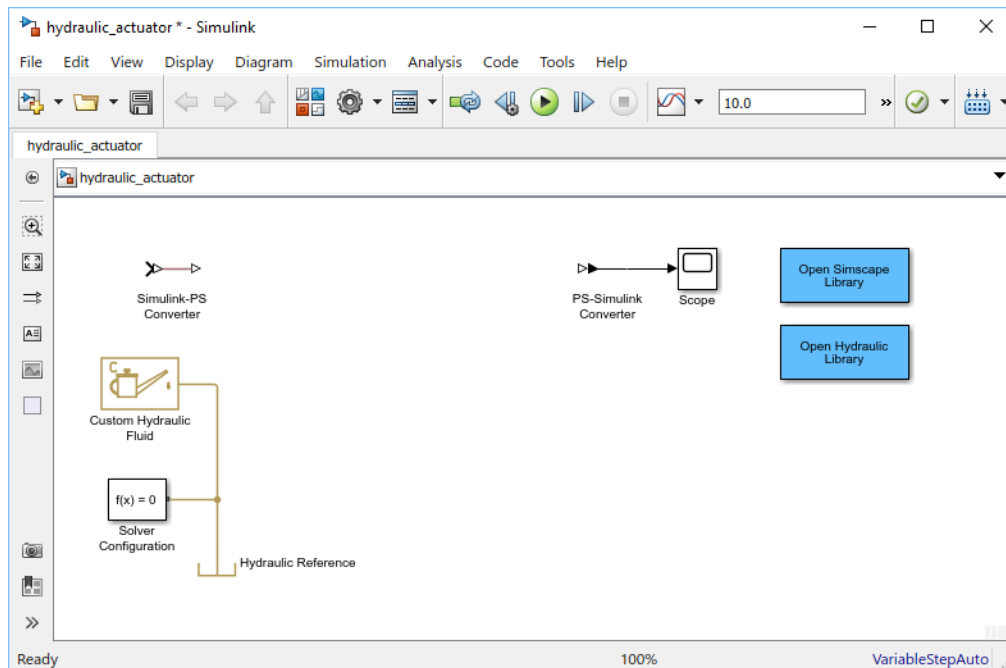 hydraulic_actuator * - Simulink
File Edit View Display Diagram Simulation Analysis Code Tools Help
10.0 »
hydraulic_actuator
hydraulic_actuator
Simulink-PS
Converter
PS-Simulink
Converter
Scope
Open Simscape
Library
Open Hydraulic
Library
C
Custom Hydraulic
Fluid
f(x) = 0
Solver
Configuration
Hydraulic Reference
A
Ready 100% VariableStepAuto